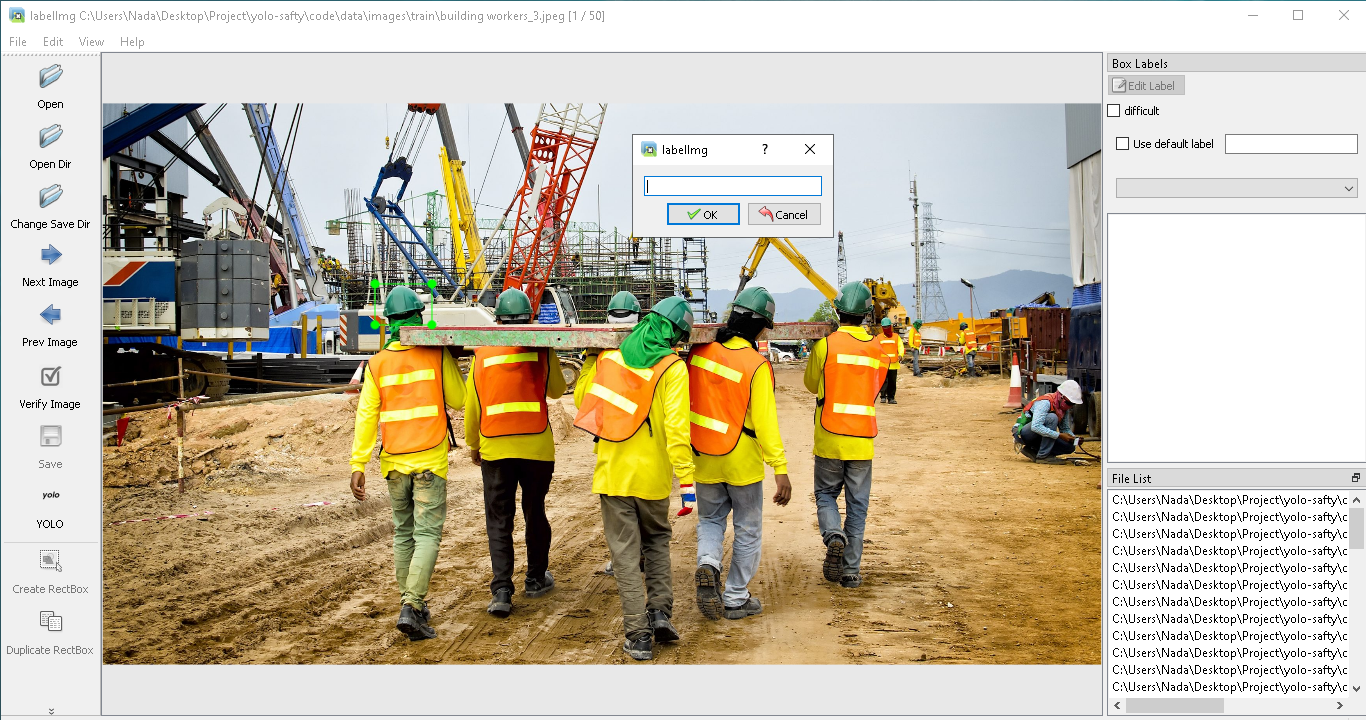 labelImg C:\Users\Nada\Desktop\Project\yolo-safty\code\data\images\train\building workers_3.jpeg [1 / 50]
File Edit View Help
Open
Open Dir
Change Save Dir
Next Image
Prev Image
Verify Image
Save
yolo
YOLO
Create RectBox
Duplicate RectBox
labelImg ?
OK Cancel
Box Labels
Edit Label
difficult
Use default label
File List
C:\Users\Nada\Desktop\Project\yolo-safty\c
C:\Users\Nada\Desktop\Project\yolo-safty\c
C:\Users\Nada\Desktop\Project\yolo-safty\c
C:\Users\Nada\Desktop\Project\yolo-safty\c
C:\Users\Nada\Desktop\Project\yolo-safty\c
C:\Users\Nada\Desktop\Project\yolo-safty\c
C:\Users\Nada\Desktop\Project\yolo-safty\c
C:\Users\Nada\Desktop\Project\yolo-safty\c
C:\Users\Nada\Desktop\Project\yolo-safty\c
C:\Users\Nada\Desktop\Project\yolo-safty\c
C:\Users\Nada\Desktop\Project\yolo-safty\c
C:\Users\Nada\Desktop\Project\yolo-safty\c